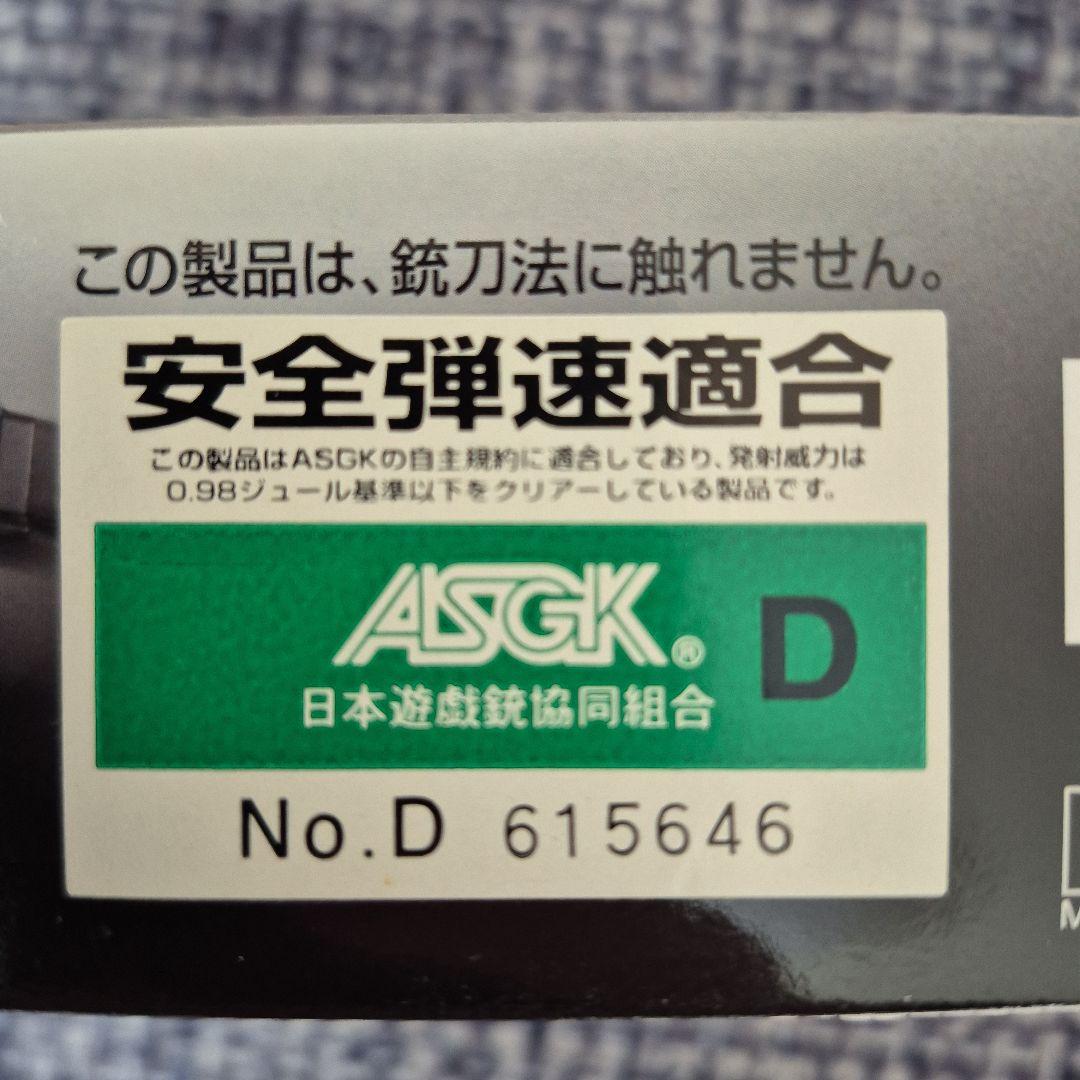 この製品は、銃刀法に触れません。
安全弾速適合
この製品はASGKの自主規約に適合しており、発射威力は
0.98ジュール基準以下をクリアーしている製品です。
ASGK®
D
日本遊戯銃協同組合
No.D 615646
M